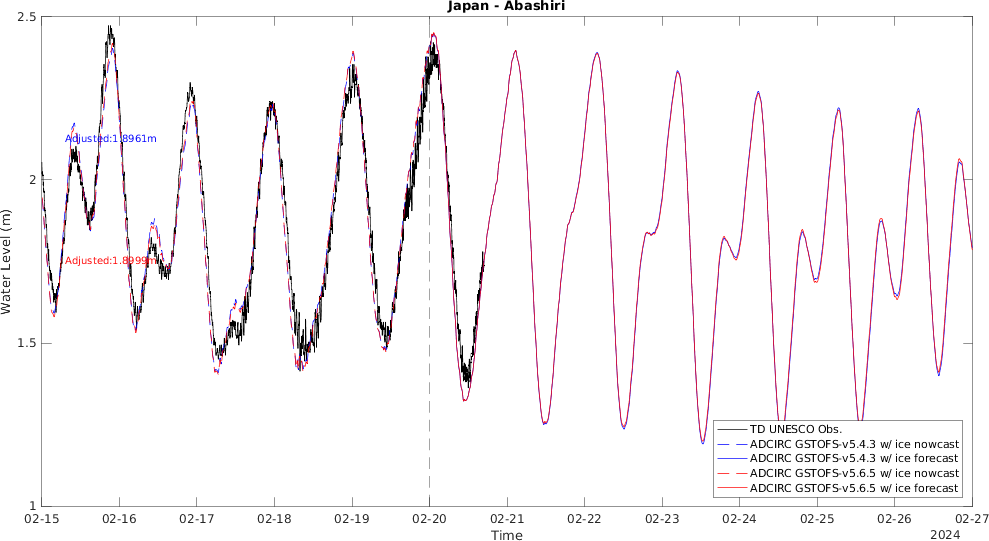 Japan - Abashiri
Water Level (m)
2.5
2
1.5
1
Adjusted:1.8961m
Adjusted:1.8999m
TD UNESCO Obs.
ADCIRC GSTOFS-v5.4.3 w/ ice nowcast
ADCIRC GSTOFS-v5.4.3 w/ ice forecast
ADCIRC GSTOFS-v5.6.5 w/ ice nowcast
ADCIRC GSTOFS-v5.6.5 w/ ice forecast
02-15 02-16 02-17 02-18 02-19 02-20 02-21 02-22 02-23 02-24 02-25 02-26 02-27
Time
2024